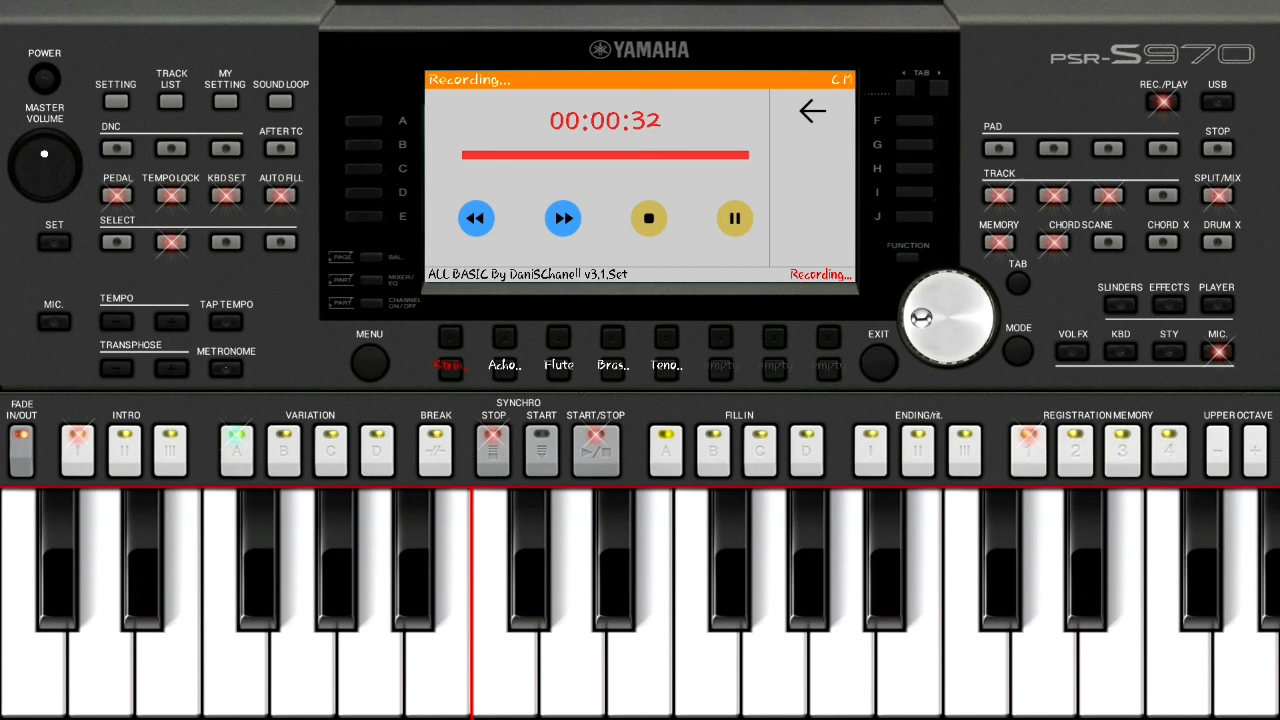 YAMAHA
PSR-S970
POWER
MASTER VOLUME
SETTING
TRACK LIST
MY SETTING
SOUND LOOP
DNC
AFTER TC
PEDAL
TEMPO LOCK
KBD SET
AUTO FILL
SET
SELECT
MIC.
TEMPO
TAP TEMPO
− +
TRANSPHOSE
METRONOME
− +
A
B
C
D
E
PAGE BAL.
PART MIXER/ EQ
PART CHANNEL ON/OFF
Recording... C M
00:00:32
ALL BASIC By DaniSChanell v3.1.Set Recording...
TAB
F
G
H
I
J
FUNCTION
REC./PLAY
USB
PAD
STOP
TRACK
SPLIT/MIX
MEMORY
CHORD SCANE
CHORD X
DRUM X
TAB
SLINDERS
EFFECTS
PLAYER
MODE
VOL FX
KBD
STY
MIC.
MENU
EXIT
Acho.. Flute Bras.. Teno.. empty empty empty
FADE IN/OUT
INTRO
I II III
VARIATION
A B C D
BREAK
SYNCHRO
STOP START
START/STOP
FILL IN
A B C D
ENDING/rit.
I II III
REGISTRATION MEMORY
1 2 3 4
UPPER OCTAVE
− +